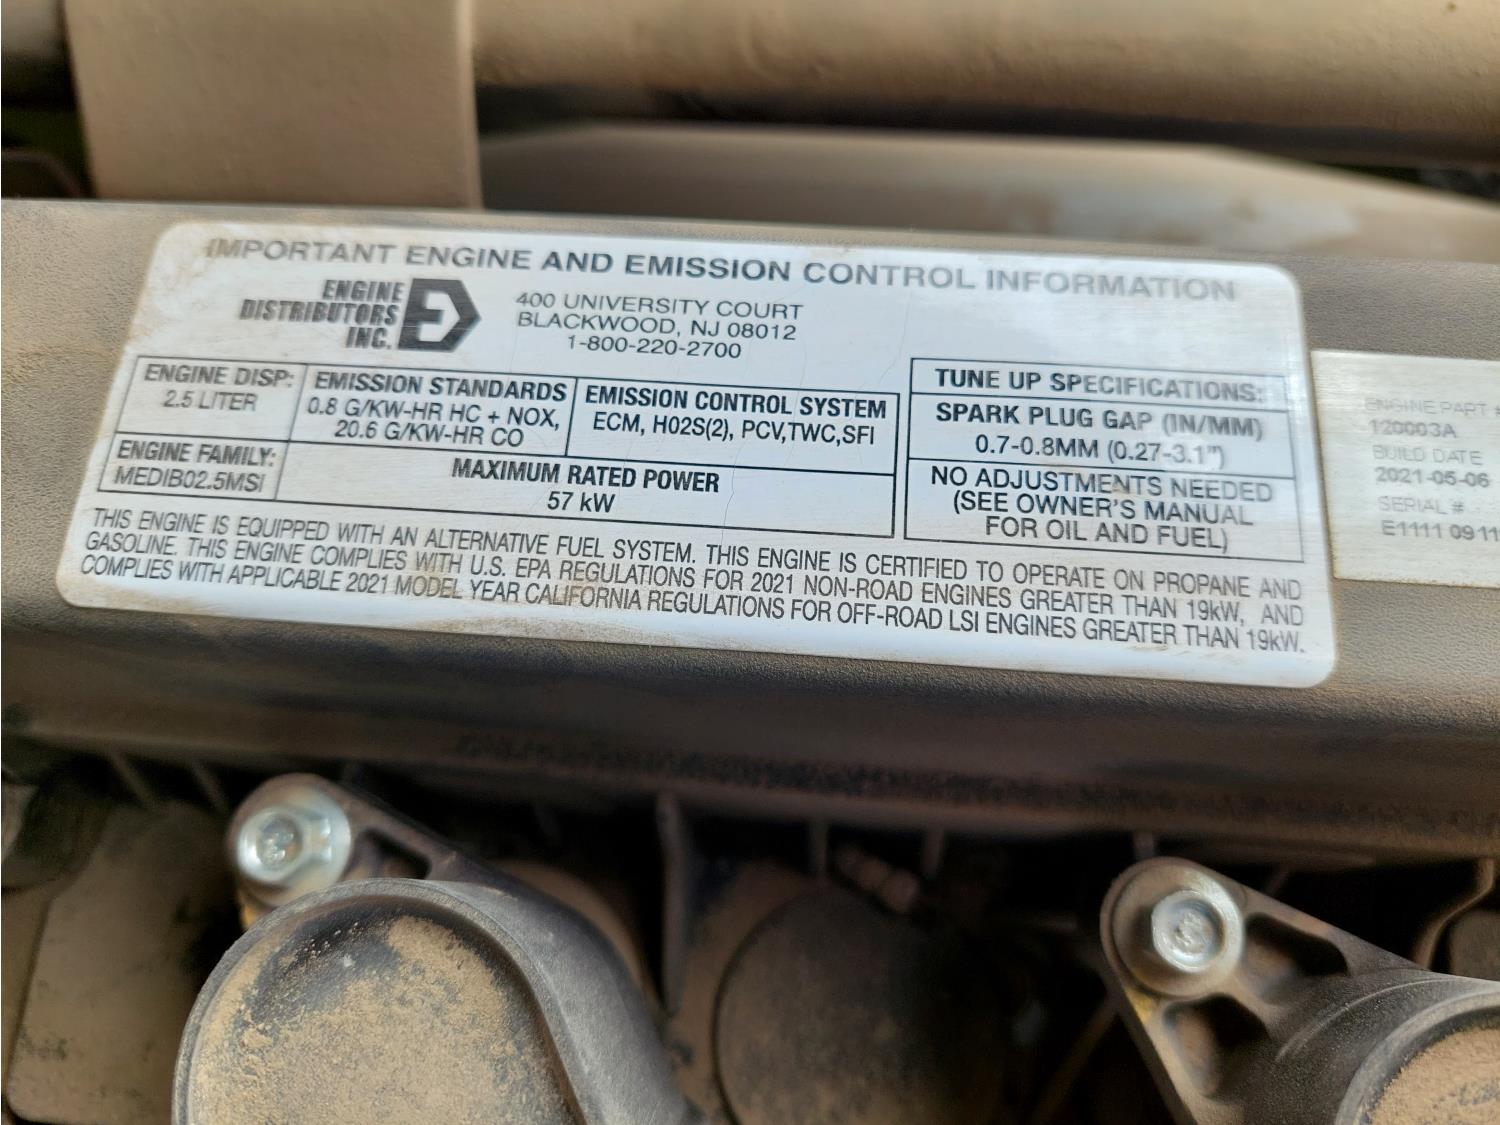 IMPORTANT ENGINE AND EMISSION CONTROL INFORMATION
ENGINE
DISTRIBUTORS
INC.
400 UNIVERSITY COURT
BLACKWOOD, NJ 08012
1-800-220-2700
ENGINE DISP:
2.5 LITER
EMISSION STANDARDS
0.8 G/KW-HR HC + NOX,
20.6 G/KW-HR CO
EMISSION CONTROL SYSTEM
ECM, H02S(2), PCV,TWC,SFI
ENGINE FAMILY:
MEDIB02.5MSI
MAXIMUM RATED POWER
57 kW
TUNE UP SPECIFICATIONS:
SPARK PLUG GAP (IN/MM)
0.7-0.8MM (0.27-3.1")
NO ADJUSTMENTS NEEDED
(SEE OWNER'S MANUAL
FOR OIL AND FUEL)
THIS ENGINE IS EQUIPPED WITH AN ALTERNATIVE FUEL SYSTEM. THIS ENGINE IS CERTIFIED TO OPERATE ON PROPANE AND
GASOLINE. THIS ENGINE COMPLIES WITH U.S. EPA REGULATIONS FOR 2021 NON-ROAD ENGINES GREATER THAN 19kW, AND
COMPLIES WITH APPLICABLE 2021 MODEL YEAR CALIFORNIA REGULATIONS FOR OFF-ROAD LSI ENGINES GREATER THAN 19kW.
ENGINE PART #
120003A
BUILD DATE
2021-05-06
SERIAL #
E1111 0911